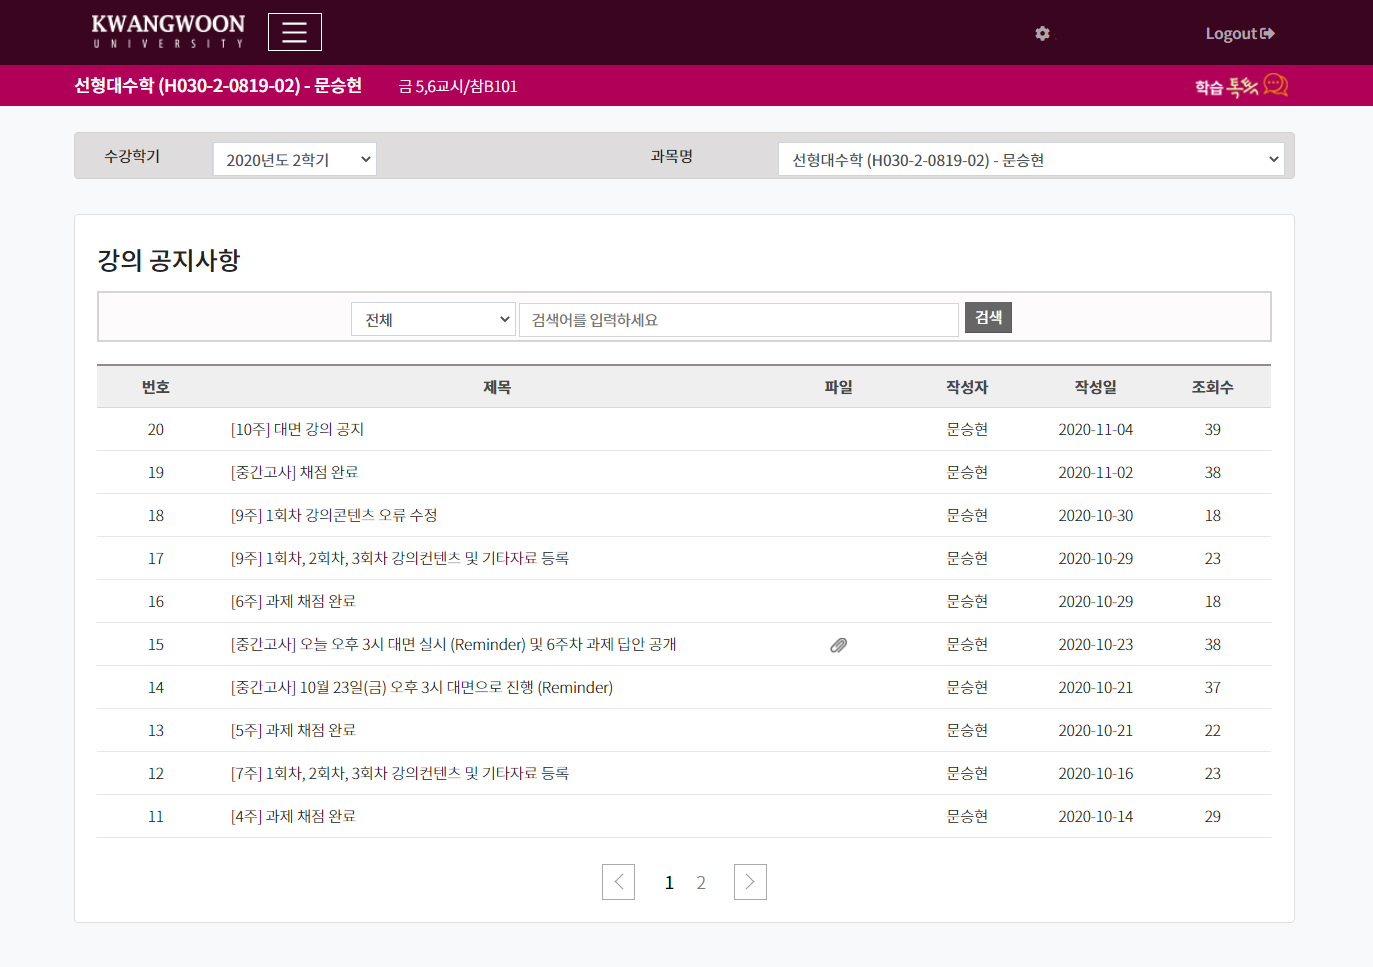 KWANGWOON
UNIVERSITY
Logout
선형대수학 (H030-2-0819-02) - 문승현 금 5,6교시/참B101
학습 톡톡
수강학기 2020년도 2학기 과목명 선형대수학 (H030-2-0819-02) - 문승현
강의 공지사항
전체 검색어를 입력하세요 검색
번호 제목 파일 작성자 작성일 조회수
20 [10주] 대면 강의 공지 문승현 2020-11-04 39
19 [중간고사] 채점 완료 문승현 2020-11-02 38
18 [9주] 1회차 강의콘텐츠 오류 수정 문승현 2020-10-30 18
17 [9주] 1회차, 2회차, 3회차 강의컨텐츠 및 기타자료 등록 문승현 2020-10-29 23
16 [6주] 과제 채점 완료 문승현 2020-10-29 18
15 [중간고사] 오늘 오후 3시 대면 실시 (Reminder) 및 6주차 과제 답안 공개 문승현 2020-10-23 38
14 [중간고사] 10월 23일(금) 오후 3시 대면으로 진행 (Reminder) 문승현 2020-10-21 37
13 [5주] 과제 채점 완료 문승현 2020-10-21 22
12 [7주] 1회차, 2회차, 3회차 강의컨텐츠 및 기타자료 등록 문승현 2020-10-16 23
11 [4주] 과제 채점 완료 문승현 2020-10-14 29
1 2